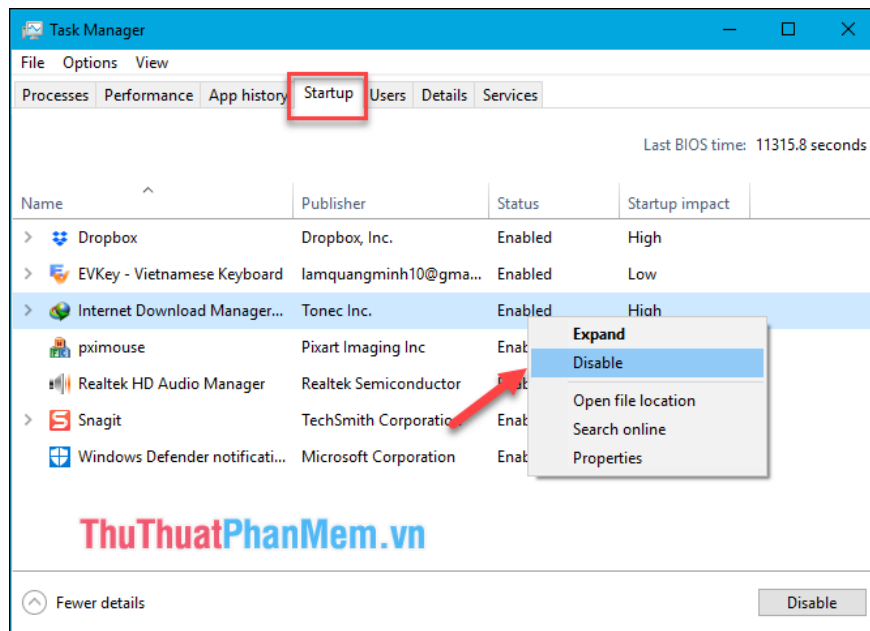 Task Manager
File Options View
Processes Performance App history Startup Users Details Services
Last BIOS time: 11315.8 seconds
Name Publisher Status Startup impact
Dropbox Dropbox, Inc. Enabled High
EVKey - Vietnamese Keyboard lamquangminh10@gma... Enabled Low
Internet Download Manager... Tonec Inc. Enabled High
Expand
pximouse Pixart Imaging Inc Enab
Disable
Realtek HD Audio Manager Realtek Semiconductor
Open file location
Snagit TechSmith Corporation Enab
Search online
Windows Defender notificati... Microsoft Corporation Enab
Properties
ThuThuatPhanMem.vn
Fewer details Disable